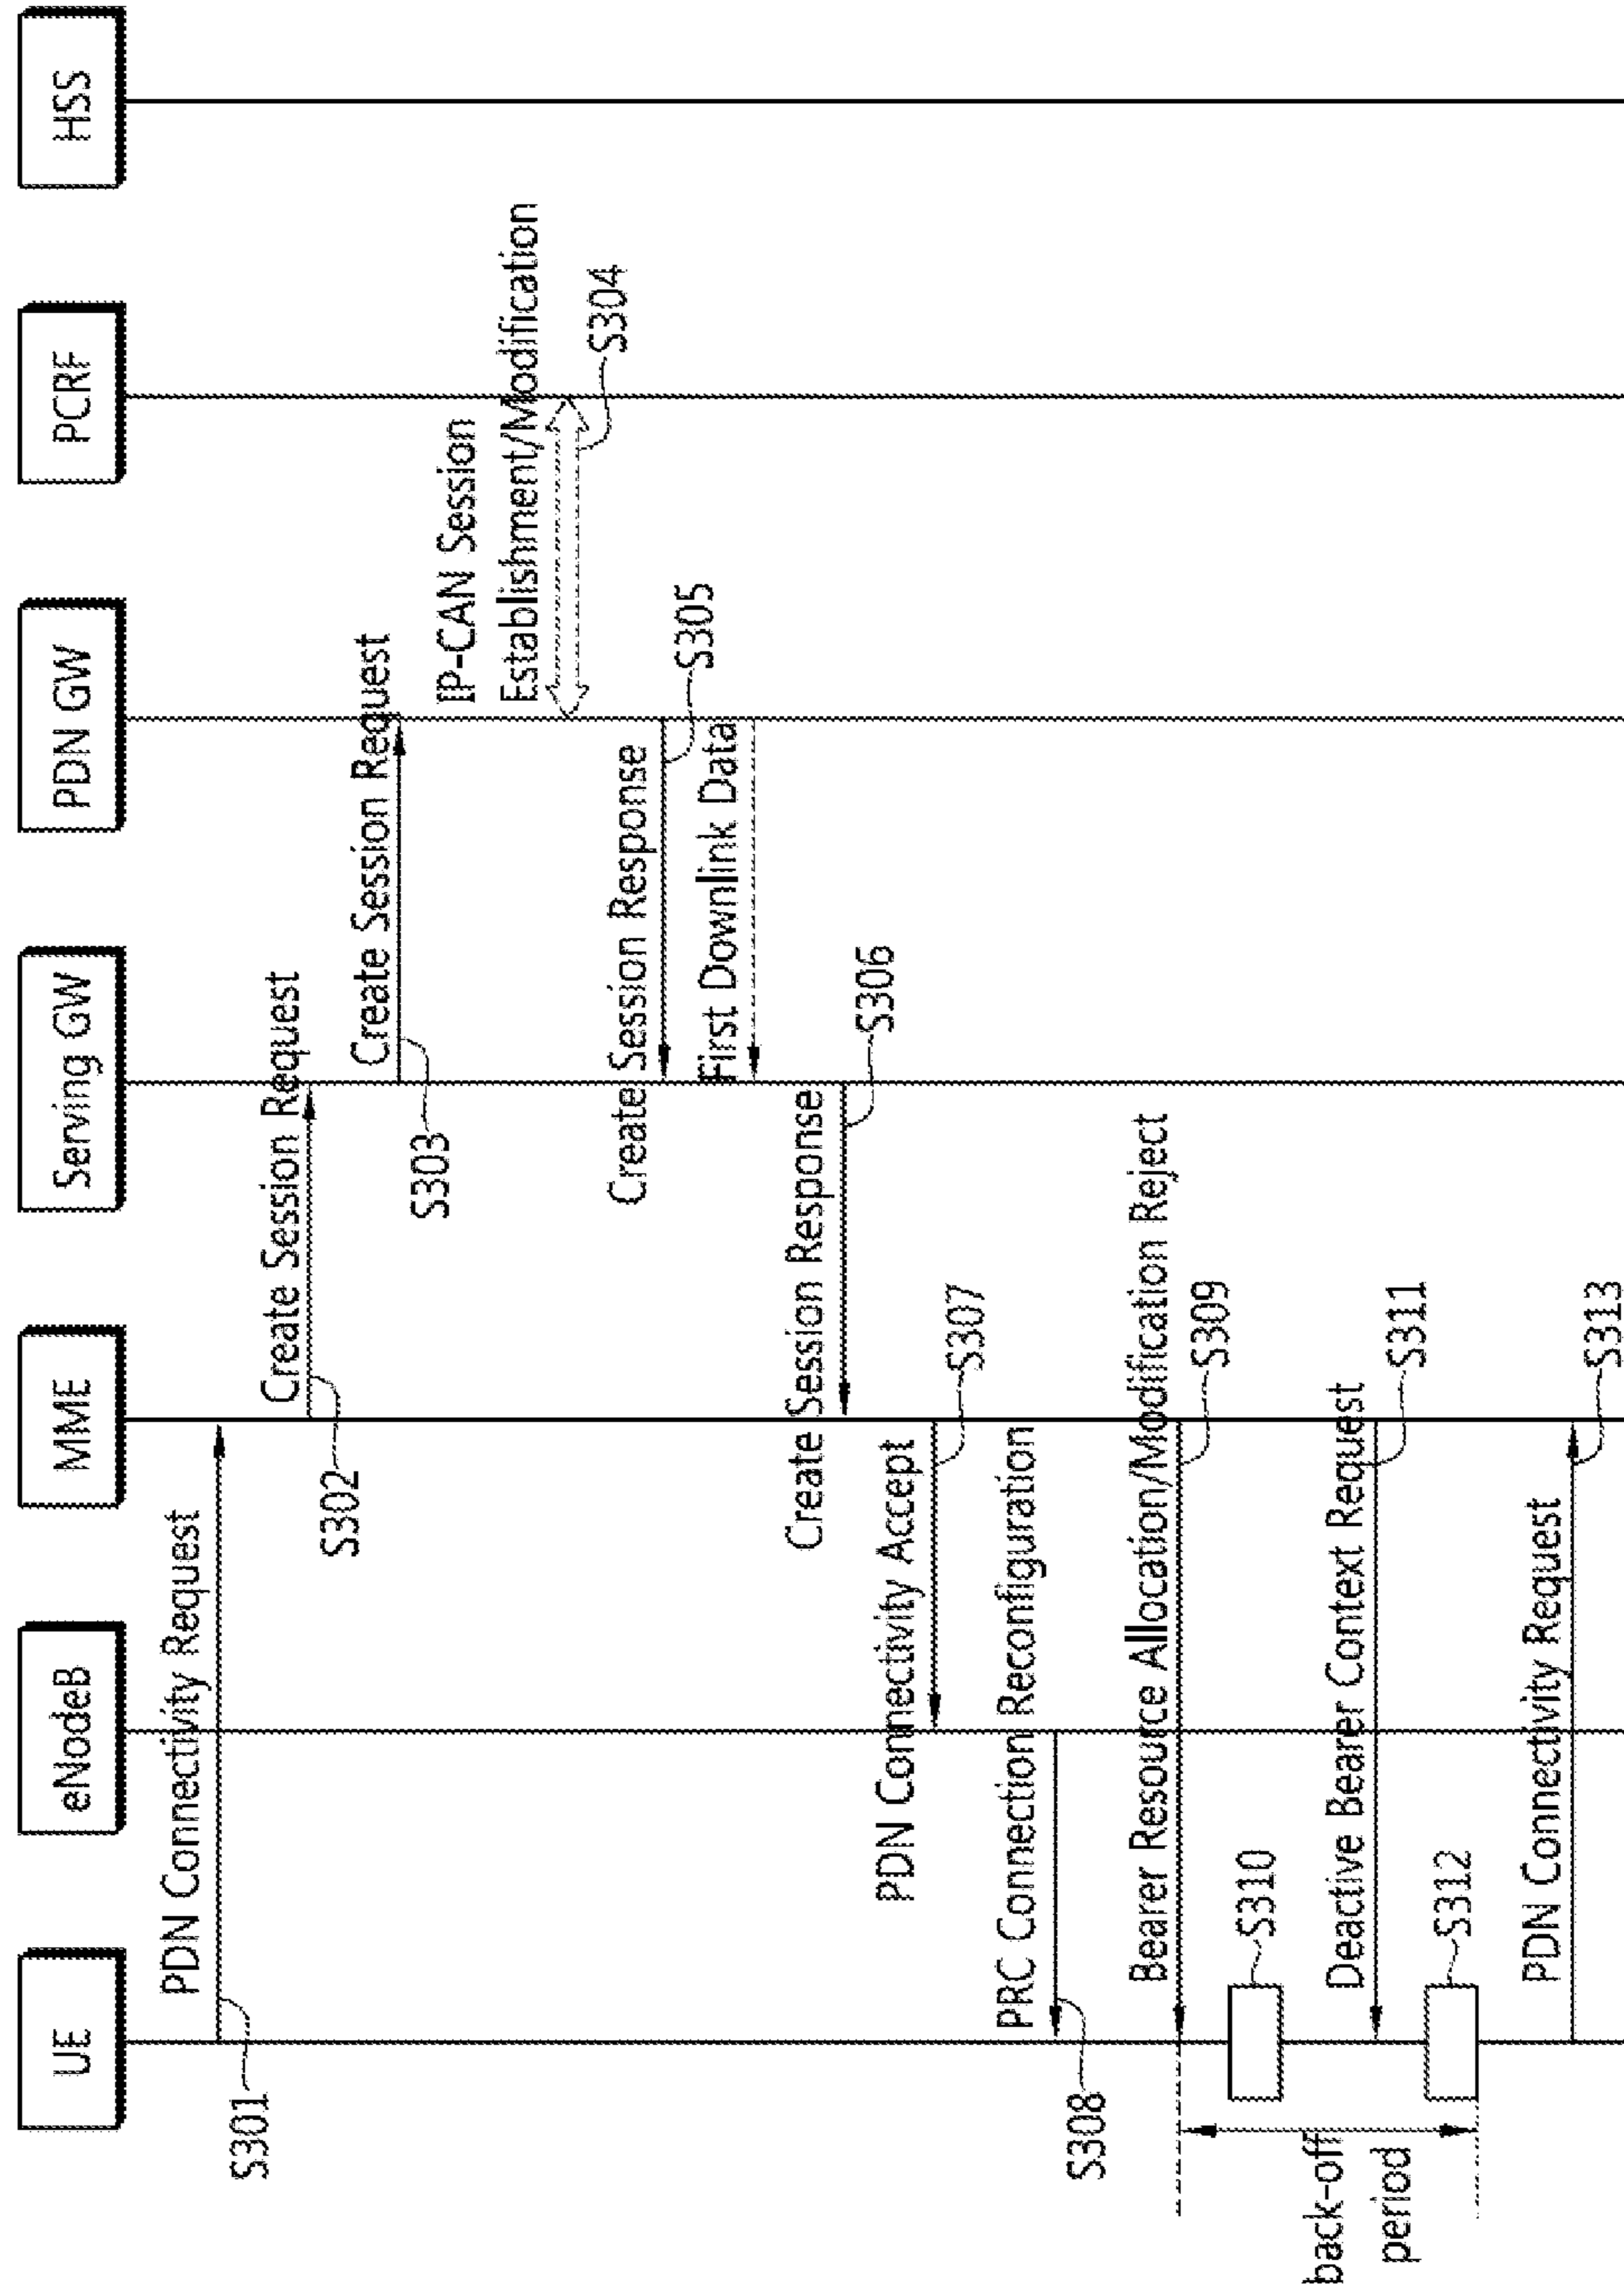 UE
eNodeB
MME
Serving GW
PDN GW
PCRF
HSS
PDN Connectivity Request
S301
Create Session Request
S302
Create Session Request
S303
IP-CAN Session
Establishment/Modification
S304
Create Session Response
S305
First Downlink Data
Create Session Response
S306
PDN Connectivity Accept
S307
PRC Connection Reconfiguration
S308
Bearer Resource Allocation/Modification Reject
S309
S310
Deactive Bearer Context Request
S311
S312
back-off
period
PDN Connectivity Request
S313